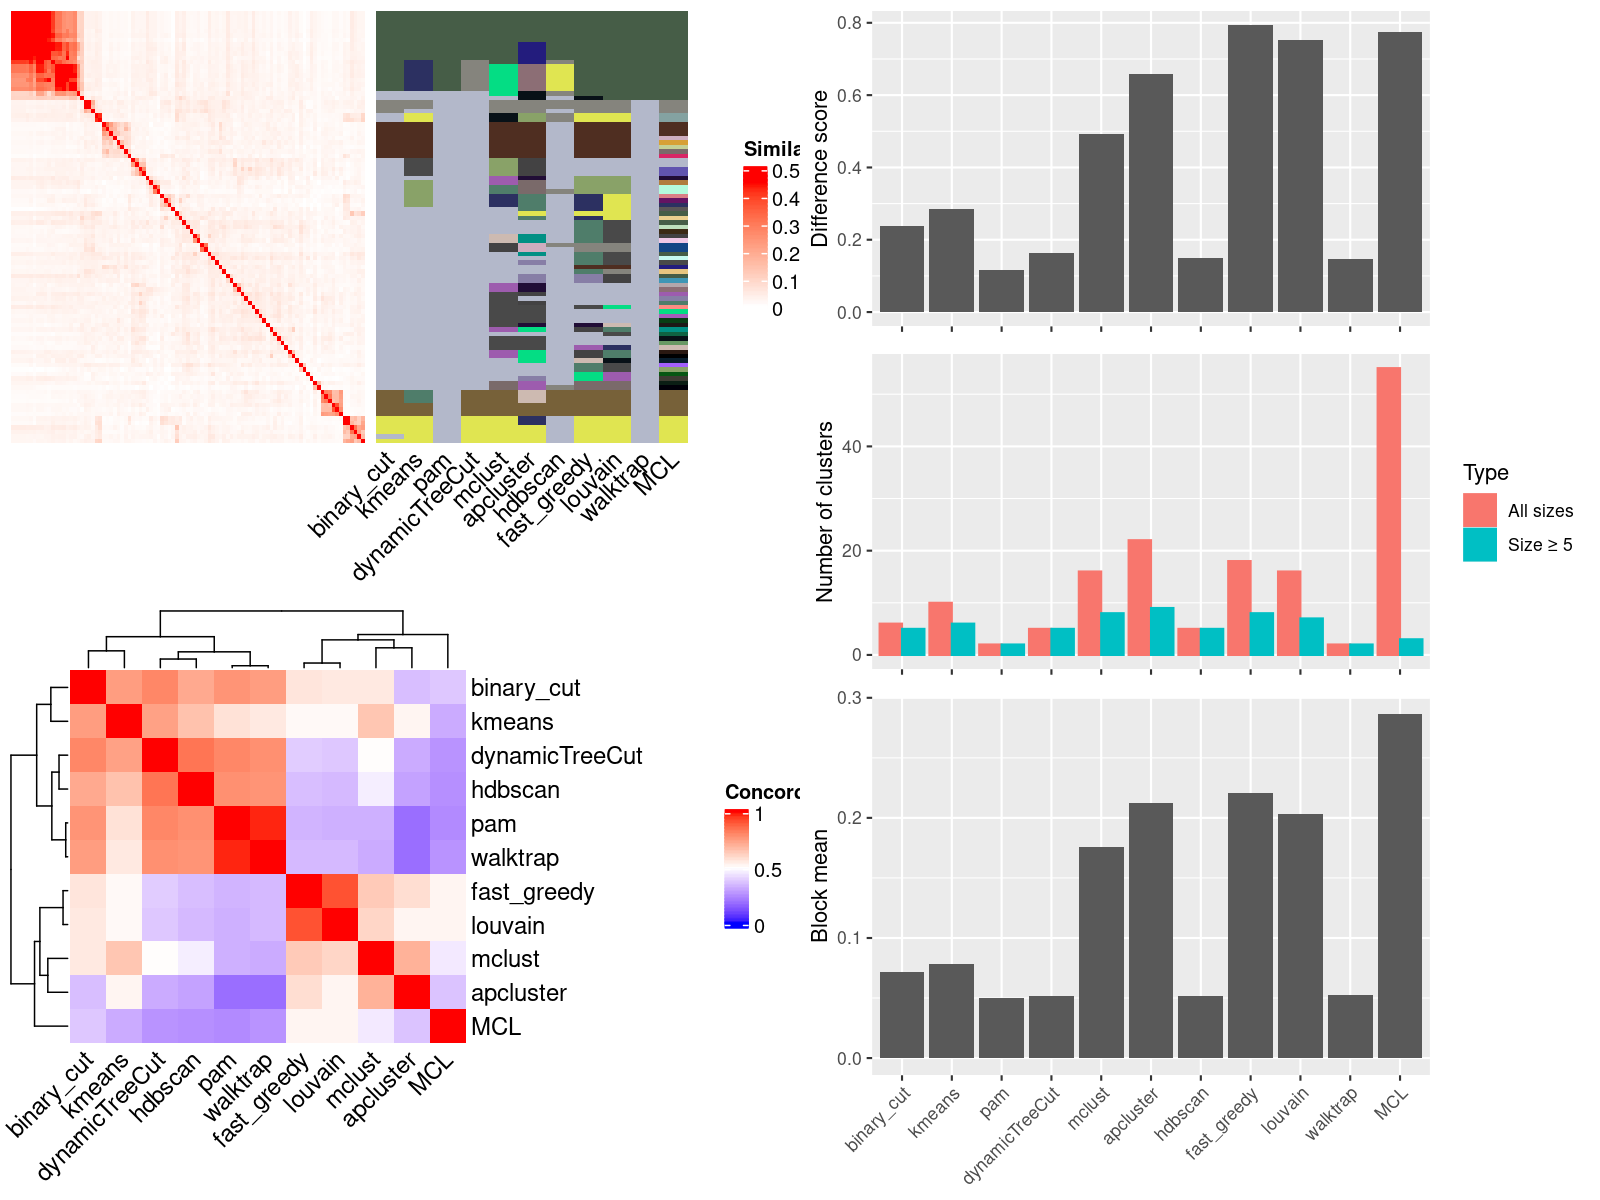 Simila
0.5
0.4
0.3
0.2
0.1
0
binary_cut
kmeans
pam
dynamicTreeCut
mclust
apcluster
hdbscan
fast_greedy
louvain
walktrap
MCL
binary_cut
kmeans
dynamicTreeCut
hdbscan
pam
walktrap
fast_greedy
louvain
mclust
apcluster
MCL
binary_cut
kmeans
dynamicTreeCut
hdbscan
pam
walktrap
fast_greedy
louvain
mclust
apcluster
MCL
Concord
1
0.5
0
Difference score
0.8
0.6
0.4
0.2
0.0
Number of clusters
40
20
0
Type
All sizes
Size ≥ 5
Block mean
0.3
0.2
0.1
0.0
binary_cut
kmeans
pam
dynamicTreeCut
mclust
apcluster
hdbscan
fast_greedy
louvain
walktrap
MCL